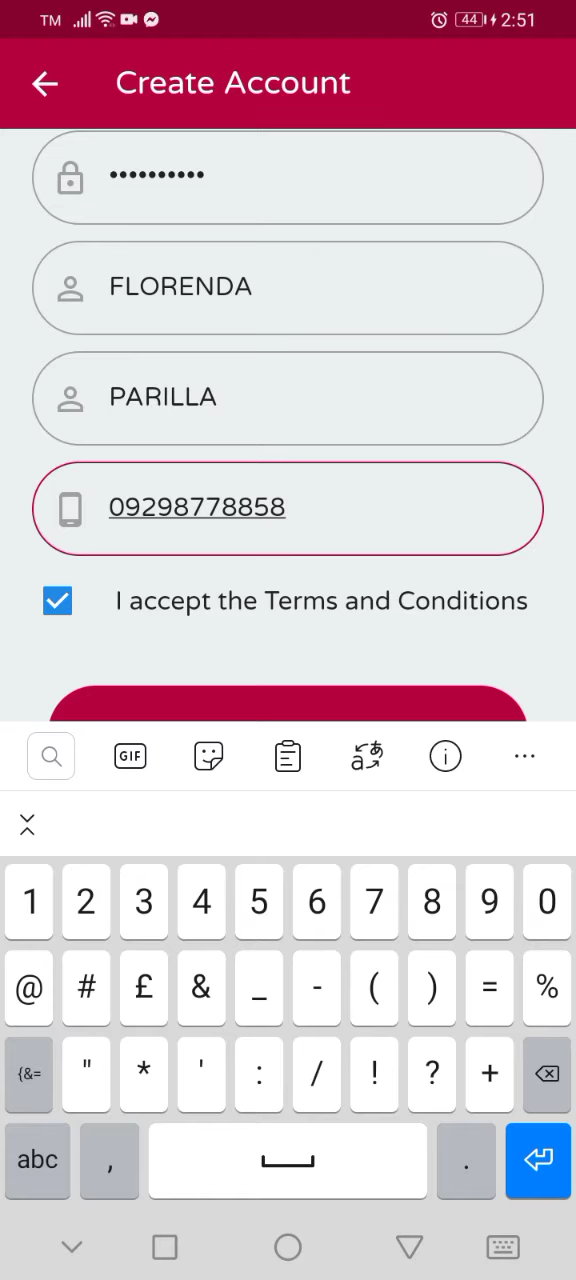 TM 44 2:51
Create Account
••••••••••
FLORENDA
PARILLA
09298778858
I accept the Terms and Conditions
GIF
1 2 3 4 5 6 7 8 9 0
@ # £ & _ - ( ) = %
{&= " * ' : / ! ? +
abc , .